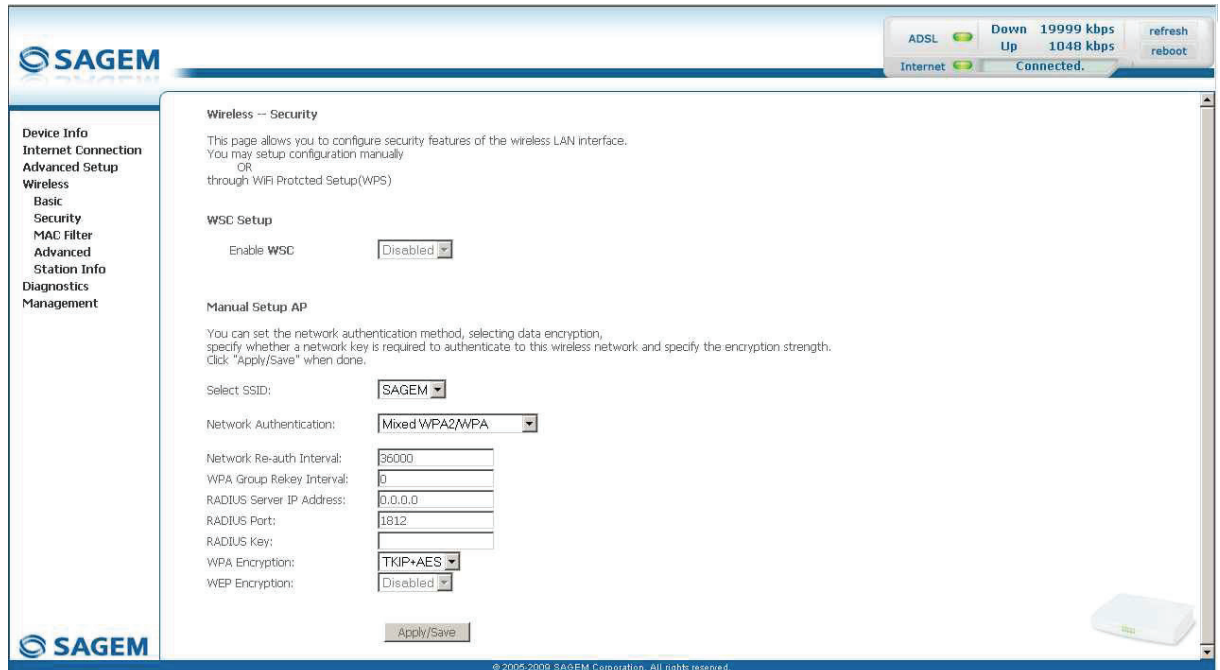 SAGEM
ADSL Down 19999 kbps
Up 1048 kbps
Internet Connected.
refresh
reboot
Device Info
Internet Connection
Advanced Setup
Wireless
Basic
Security
MAC Filter
Advanced
Station Info
Diagnostics
Management
SAGEM
Wireless -- Security
This page allows you to configure security features of the wireless LAN interface.
You may setup configuration manually
OR
through WiFi Protcted Setup(WPS)
WSC Setup
Enable WSC Disabled
Manual Setup AP
You can set the network authentication method, selecting data encryption,
specify whether a network key is required to authenticate to this wireless network and specify the encryption strength.
Click "Apply/Save" when done.
Select SSID: SAGEM
Network Authentication: Mixed WPA2/WPA
Network Re-auth Interval: 36000
WPA Group Rekey Interval: 0
RADIUS Server IP Address: 0.0.0.0
RADIUS Port: 1812
RADIUS Key:
WPA Encryption: TKIP+AES
WEP Encryption: Disabled
Apply/Save
© 2005-2009 SAGEM Corporation. All rights reserved.